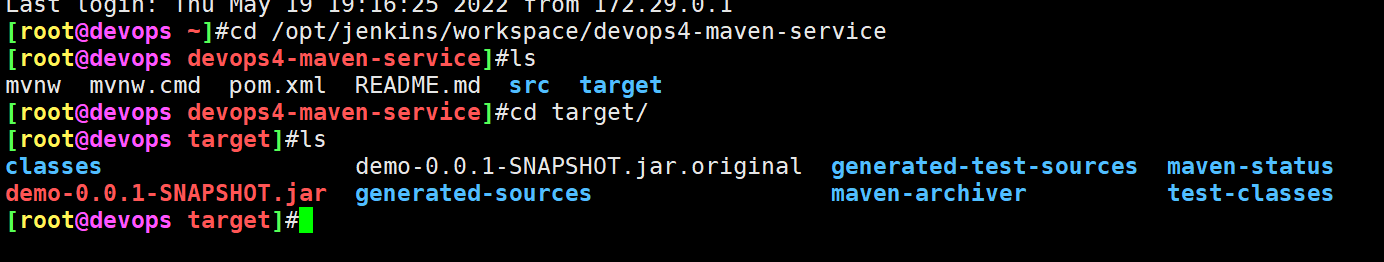 Last login: Thu May 19 19:16:25 2022 from 172.29.0.1
[root@devops ~]#cd /opt/jenkins/workspace/devops4-maven-service
[root@devops devops4-maven-service]#ls
mvnw  mvnw.cmd  pom.xml  README.md  src  target
[root@devops devops4-maven-service]#cd target/
[root@devops target]#ls
classes                  demo-0.0.1-SNAPSHOT.jar.original  generated-test-sources  maven-status
demo-0.0.1-SNAPSHOT.jar  generated-sources                 maven-archiver          test-classes
[root@devops target]#